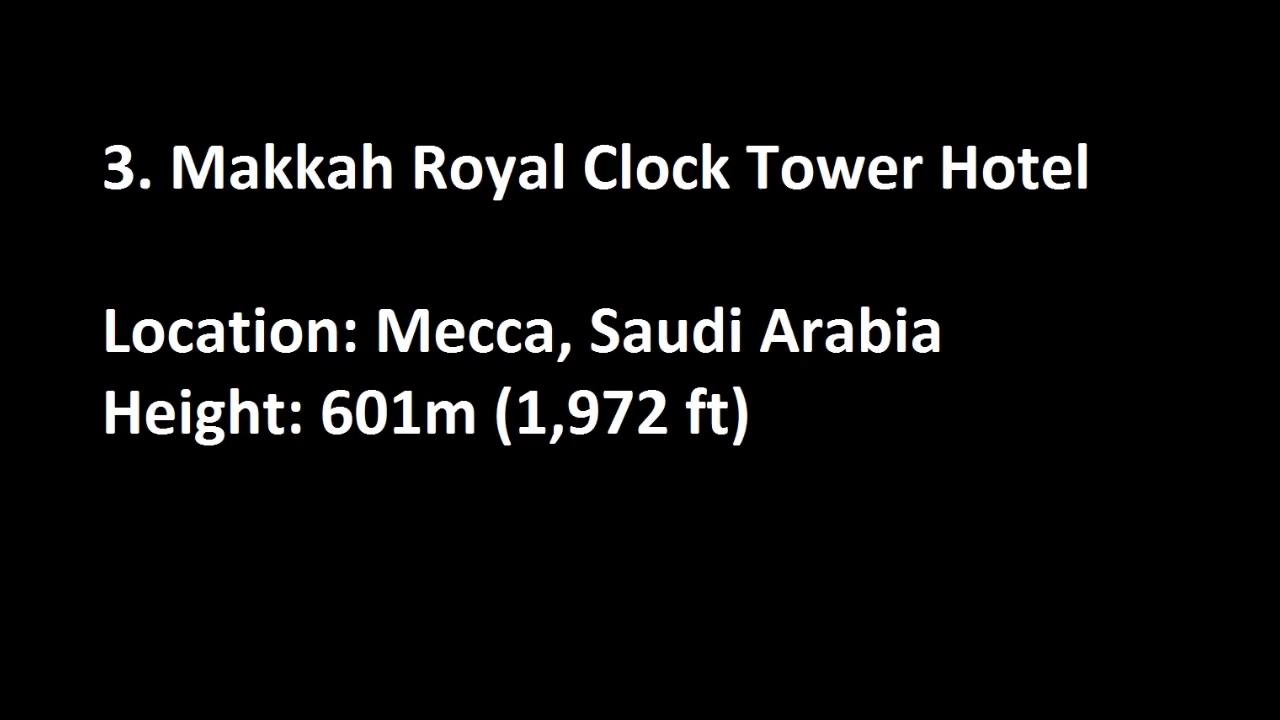 3. Makkah Royal Clock Tower Hotel
Location: Mecca, Saudi Arabia
Height: 601m (1,972 ft)